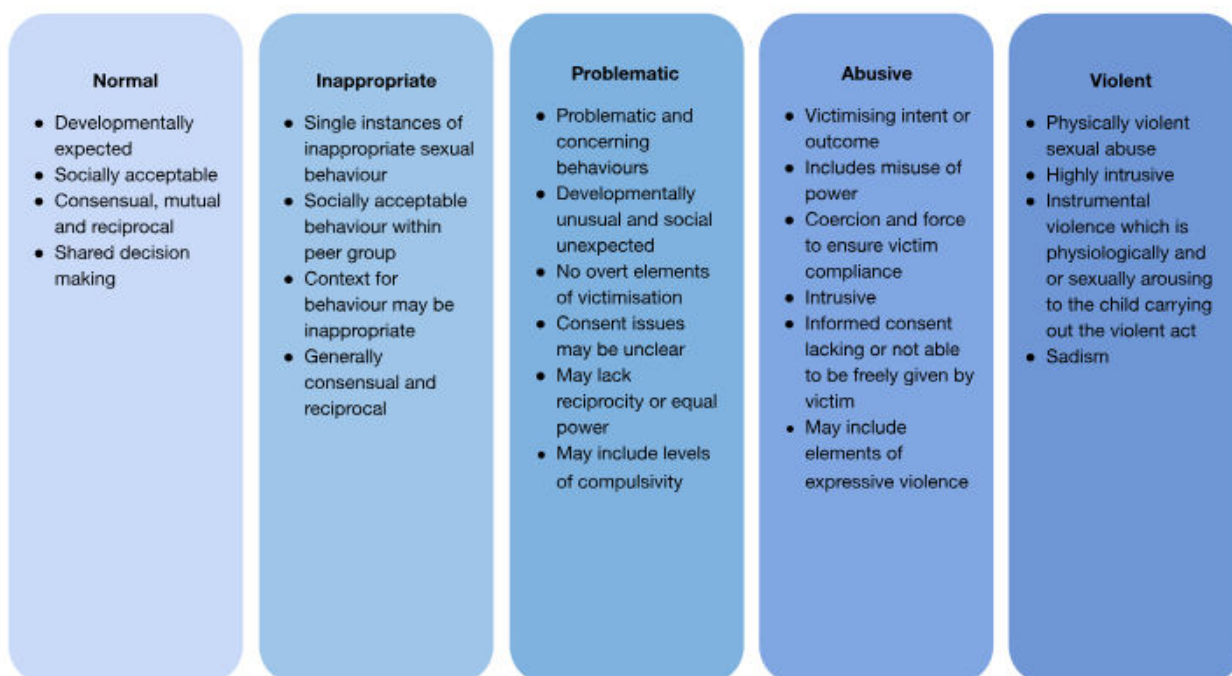 Normal
● Developmentally
expected
● Socially acceptable
● Consensual, mutual
and reciprocal
● Shared decision
making
Inappropriate
● Single instances of
inappropriate sexual
behaviour
● Socially acceptable
behaviour within
peer group
● Context for
behaviour may be
inappropriate
● Generally
consensual and
reciprocal
Problematic
● Problematic and
concerning
behaviours
● Developmentally
unusual and social
unexpected
● No overt elements
of victimisation
● Consent issues
may be unclear
● May lack
reciprocity or equal
power
● May include levels
of compulsivity
Abusive
● Victimising intent or
outcome
● Includes misuse of
power
● Coercion and force
to ensure victim
compliance
● Intrusive
● Informed consent
lacking or not able
to be freely given by
victim
● May include
elements of
expressive violence
Violent
● Physically violent
sexual abuse
● Highly intrusive
● Instrumental
violence which is
physiologically and
or sexually arousing
to the child carrying
out the violent act
● Sadism